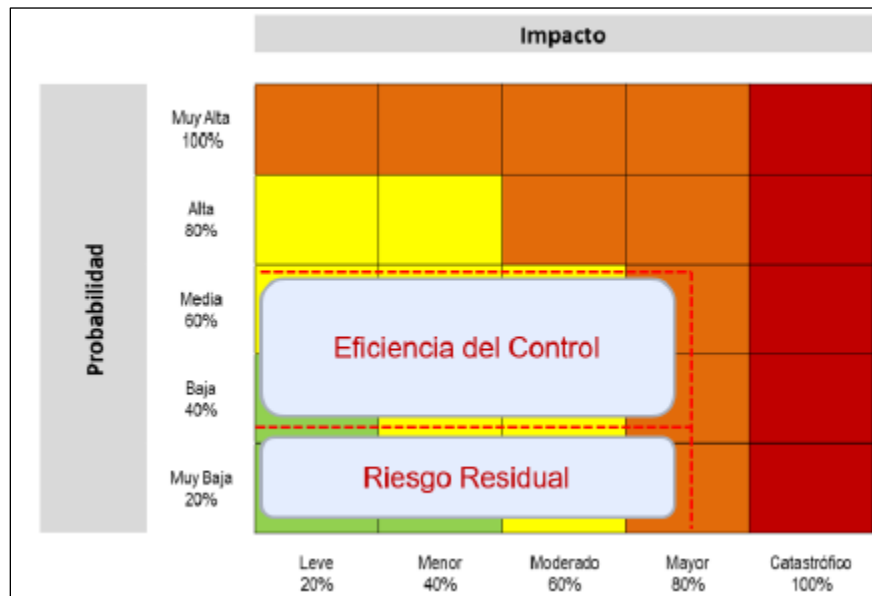 Impacto
Probabilidad
Muy Alta
100%
Alta
80%
Media
60%
Baja
40%
Muy Baja
20%
Eficiencia del Control
Riesgo Residual
Leve
20%
Menor
40%
Moderado
60%
Mayor
80%
Catastrófico
100%